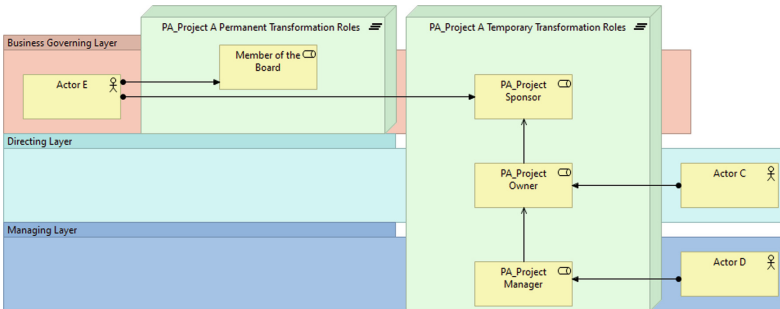 PA_Project A Permanent Transformation Roles
PA_Project A Temporary Transformation Roles
Business Governing Layer
Member of the
Board
Actor E
PA_Project
Sponsor
Directing Layer
PA_Project
Owner
Actor C
Managing Layer
PA_Project
Manager
Actor D